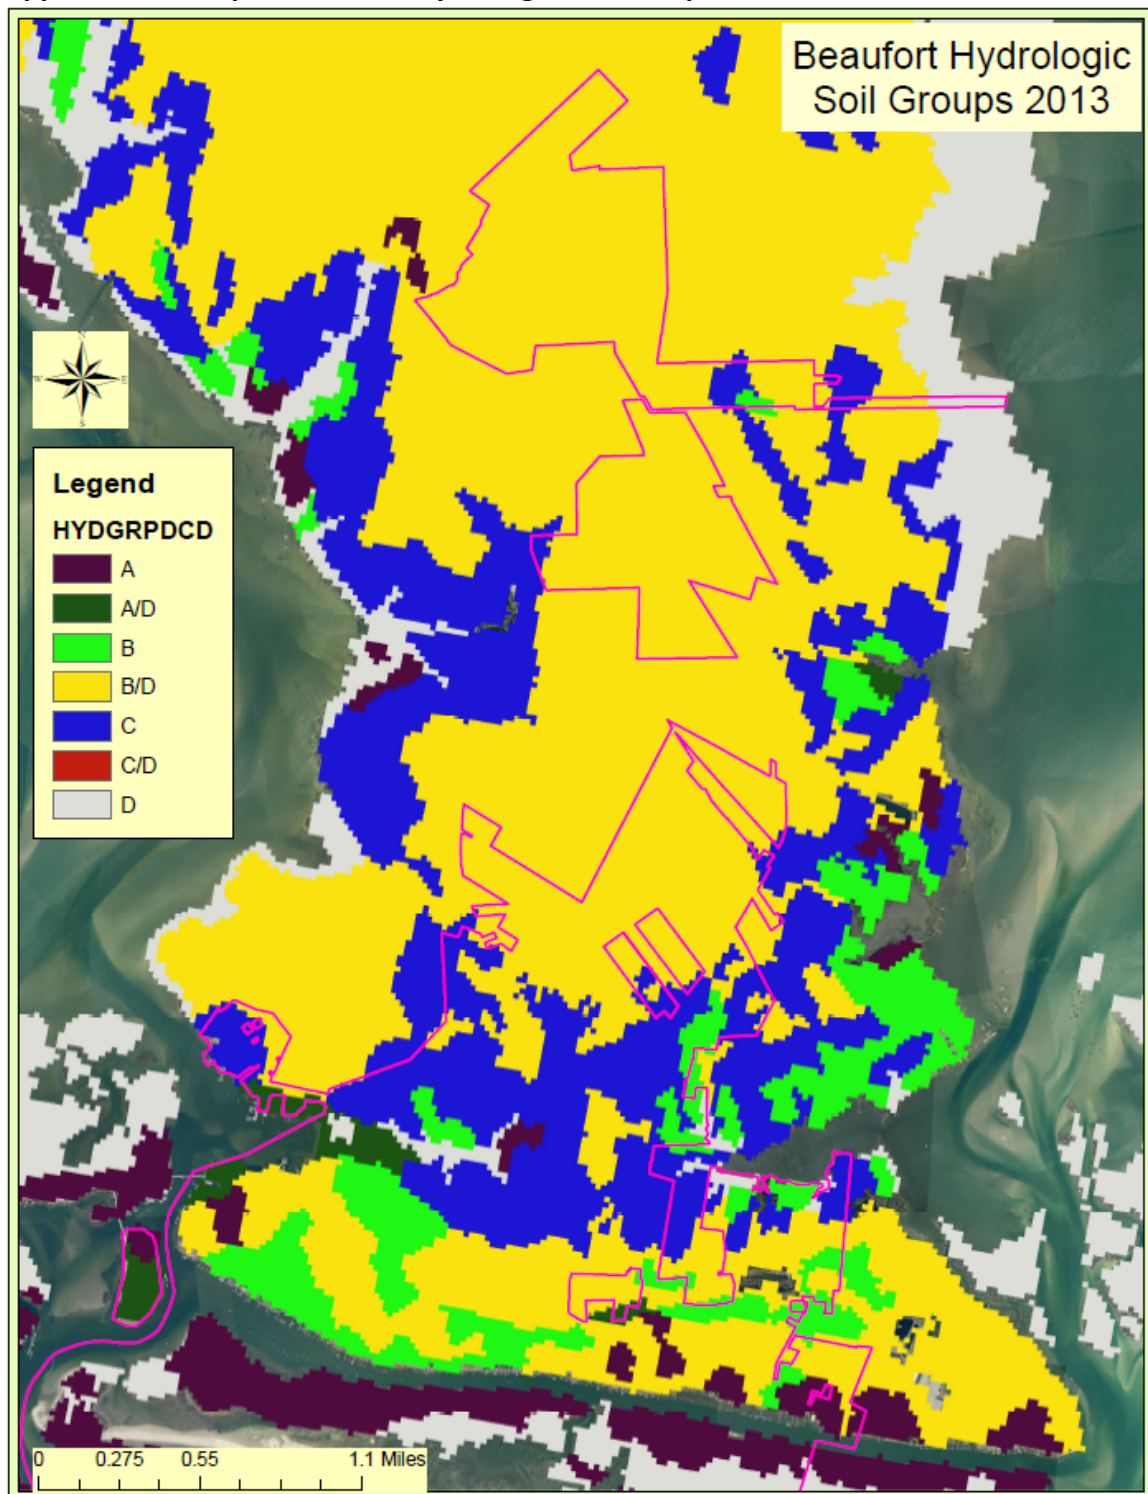 Beaufort Hydrologic
Soil Groups 2013
N
W
E
S
Legend
HYDGRPDCD
A
A/D
B
B/D
C
C/D
D
0 0.275 0.55 1.1 Miles